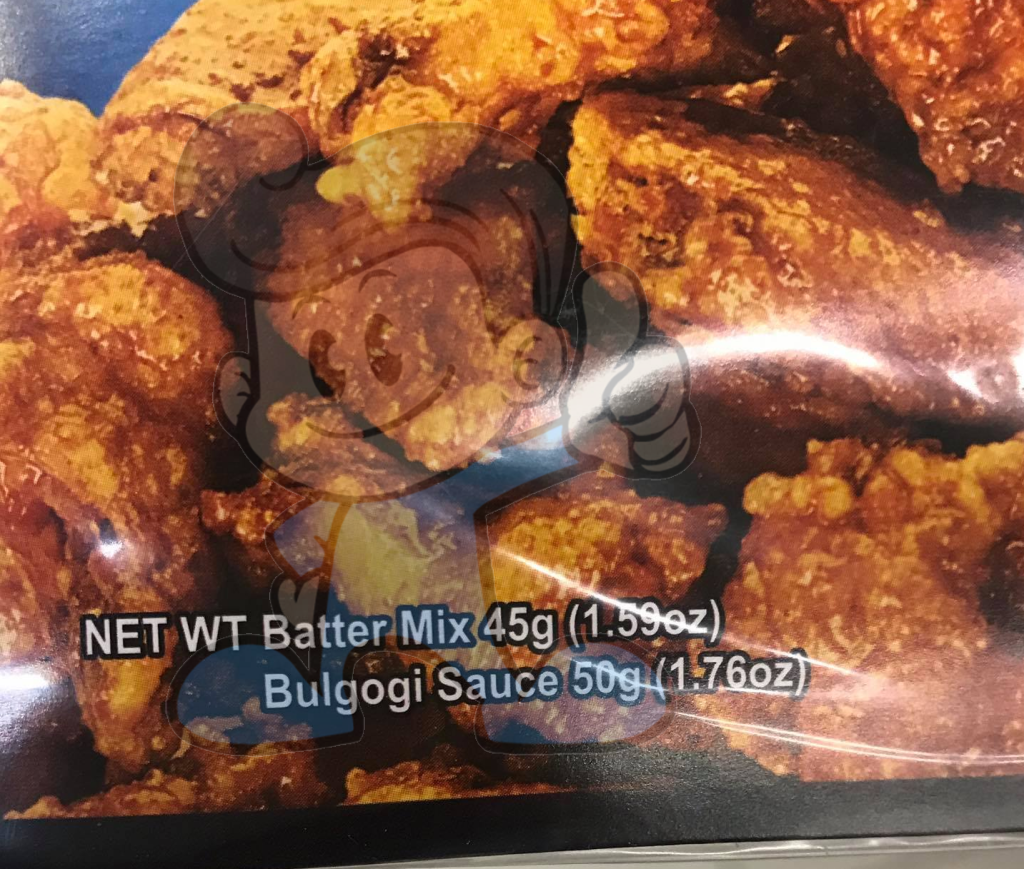 NET WT Batter Mix 45g (1.59oz)
Bulgogi Sauce 50g (1.76oz)